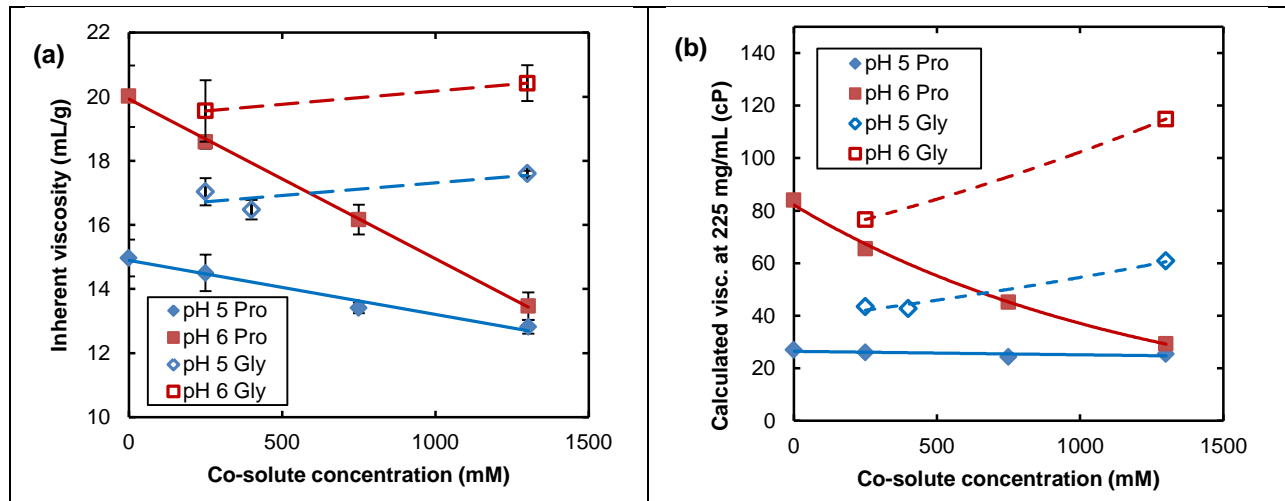 (a)
Inherent viscosity (mL/g)
22
20
18
16
14
12
10
pH 5 Pro
pH 6 Pro
pH 5 Gly
pH 6 Gly
0 500 1000 1500
Co-solute concentration (mM)
(b)
Calculated visc. at 225 mg/mL (cP)
160
140
120
100
80
60
40
20
0
pH 5 Pro
pH 6 Pro
pH 5 Gly
pH 6 Gly
0 500 1000 1500
Co-solute concentration (mM)